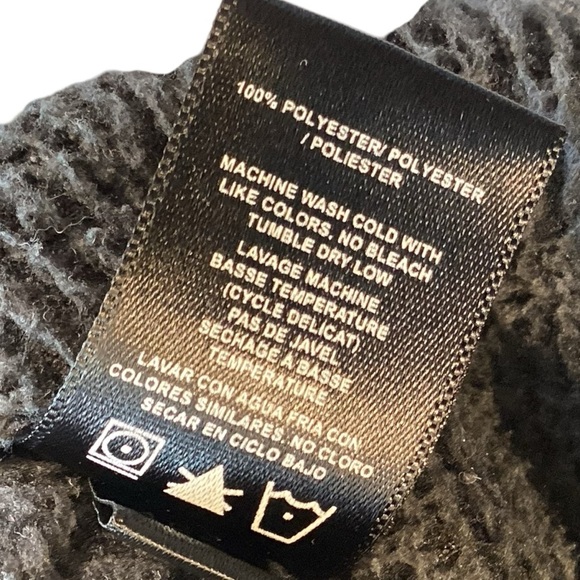 100% POLYESTER/ POLYESTER
/ POLIESTER
MACHINE WASH COLD WITH
LIKE COLORS. NO BLEACH
TUMBLE DRY LOW
LAVAGE MACHINE
BASSE TEMPERATURE
(CYCLE DELICAT)
PAS DE JAVEL
SECHAGE A BASSE
TEMPERATURE
LAVAR CON AGUA FRIA CON
COLORES SIMILARES. NO CLORO
SECAR EN CICLO BAJO